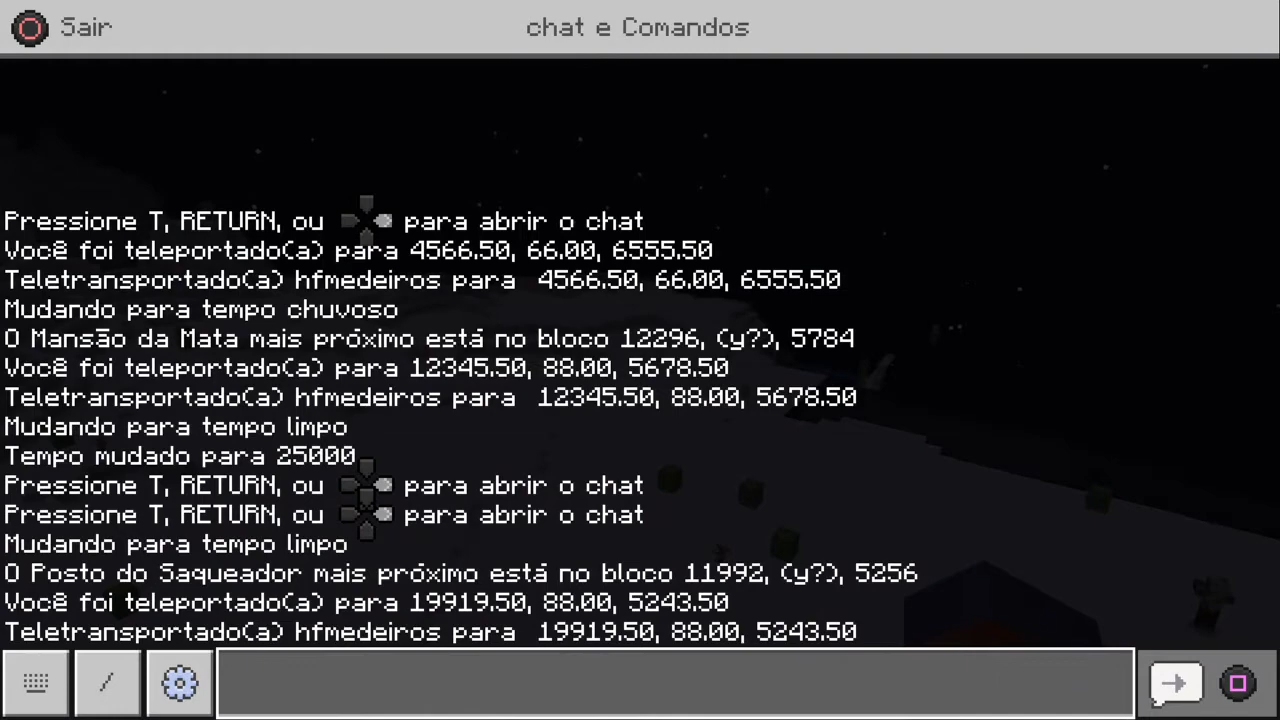 Sair
chat e Comandos
Pressione T, RETURN, ou para abrir o chat
Você foi teleportado(a) para 4566.50, 66.00, 6555.50
Teletransportado(a) hfmedeiros para 4566.50, 66.00, 6555.50
Mudando para tempo chuvoso
O Mansão da Mata mais próximo está no bloco 12296, (y?), 5784
Você foi teleportado(a) para 12345.50, 88.00, 5678.50
Teletransportado(a) hfmedeiros para 12345.50, 88.00, 5678.50
Mudando para tempo limpo
Tempo mudado para 25000
Pressione T, RETURN, ou para abrir o chat
Pressione T, RETURN, ou para abrir o chat
Mudando para tempo limpo
O Posto do Saqueador mais próximo está no bloco 11992, (y?), 5256
Você foi teleportado(a) para 19919.50, 88.00, 5243.50
Teletransportado(a) hfmedeiros para 19919.50, 88.00, 5243.50
/